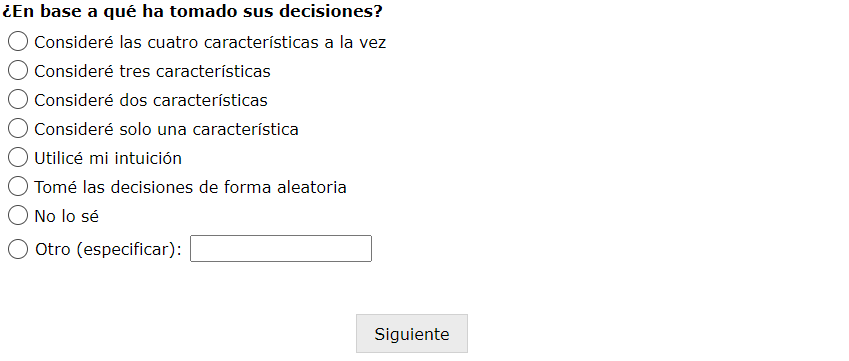 ¿En base a qué ha tomado sus decisiones?
Consideré las cuatro características a la vez
Consideré tres características
Consideré dos características
Consideré solo una característica
Utilicé mi intuición
Tomé las decisiones de forma aleatoria
No lo sé
Otro (especificar):
Siguiente